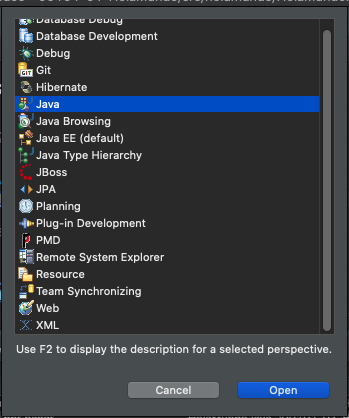 Database Debug
Database Development
Debug
Git
Hibernate
Java
Java Browsing
Java EE (default)
Java Type Hierarchy
JBoss
JPA
Planning
Plug-in Development
PMD
Remote System Explorer
Resource
Team Synchronizing
Web
XML
Use F2 to display the description for a selected perspective.
Cancel
Open